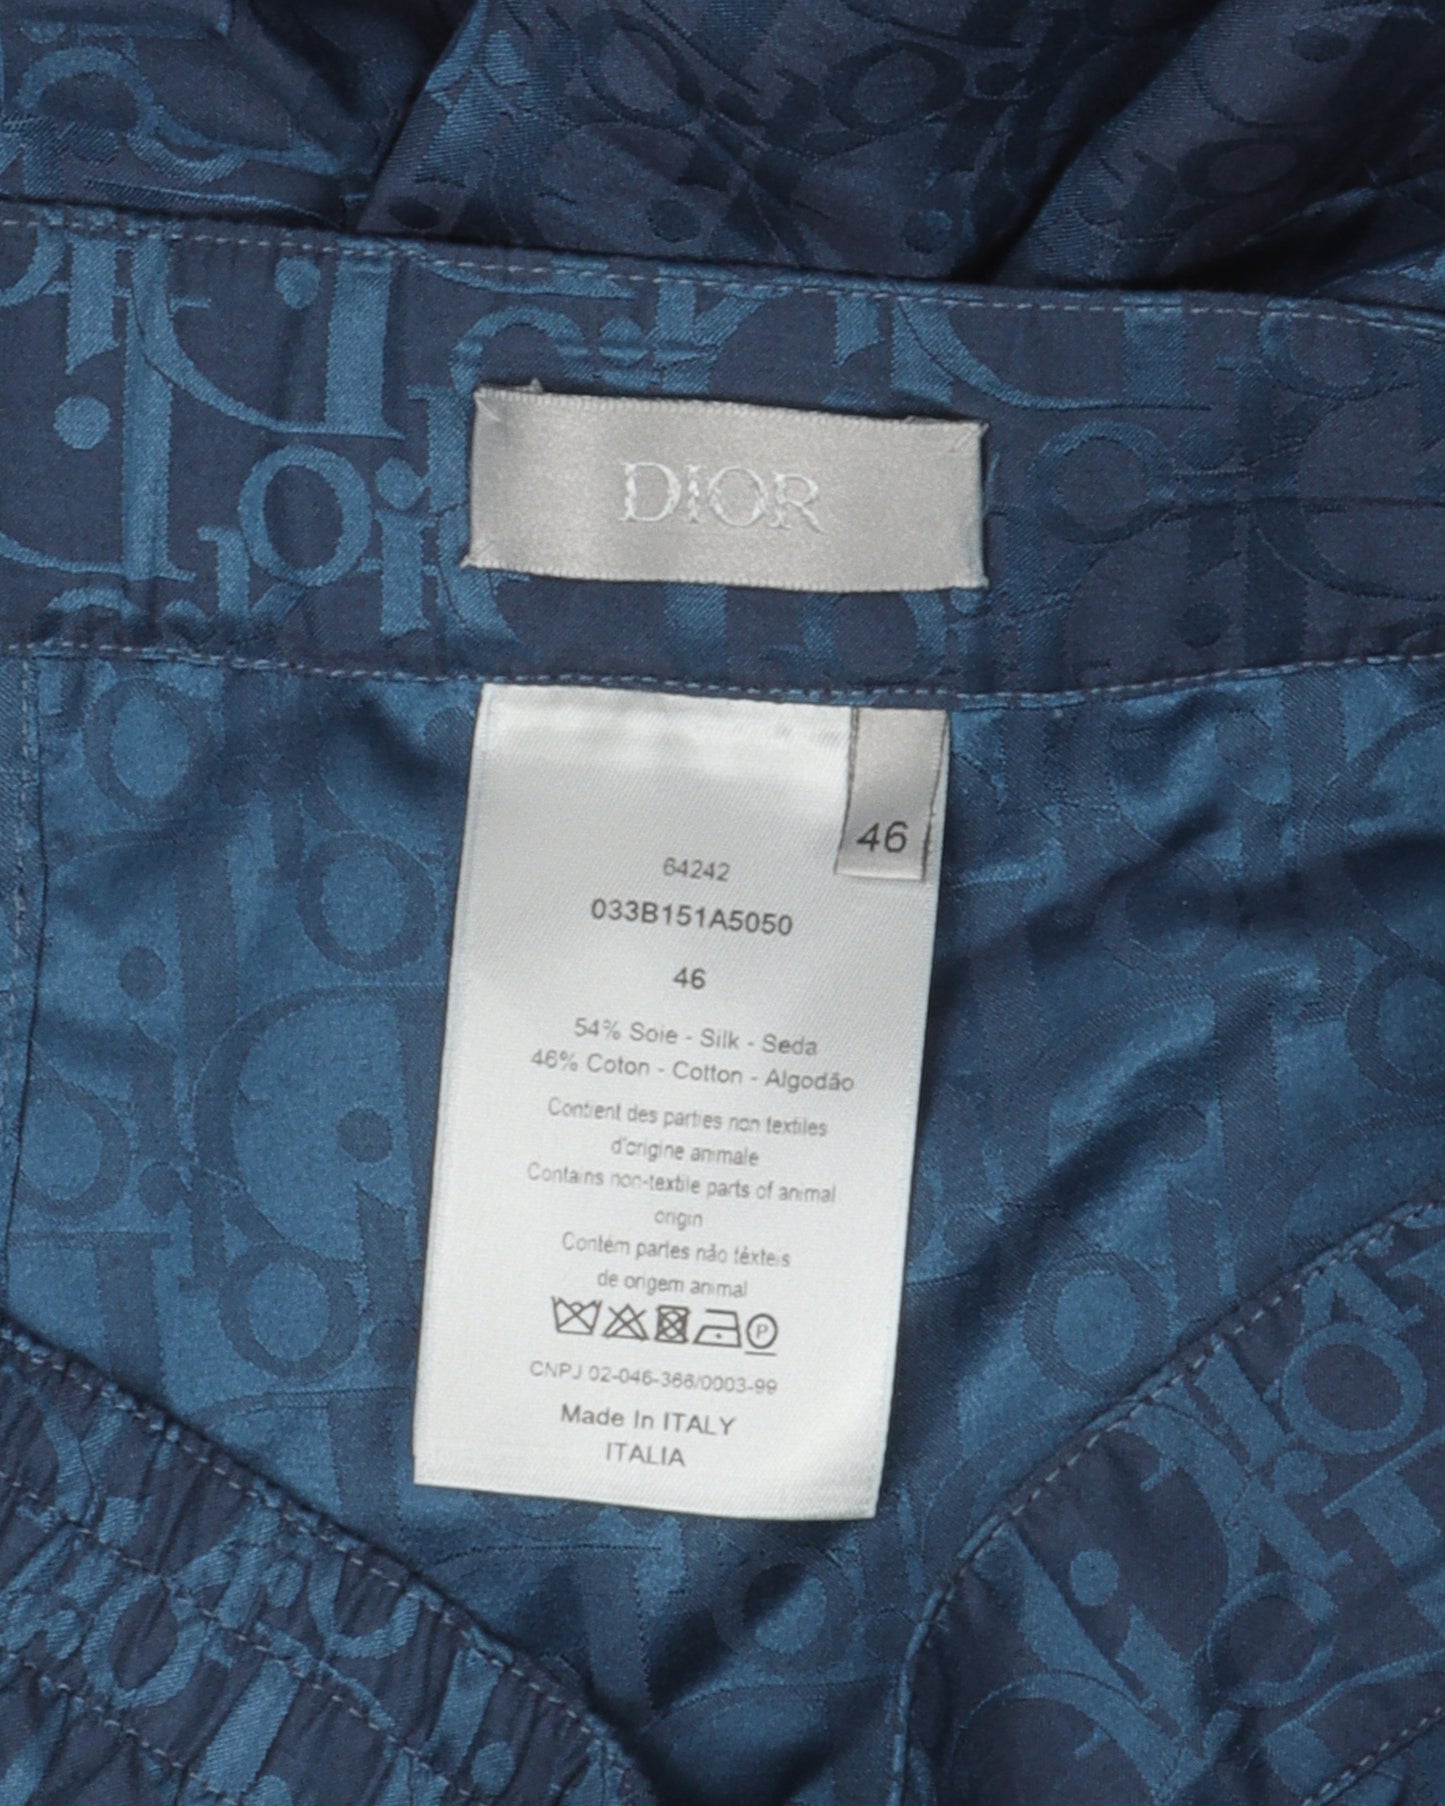 DIOR
46
64242
033B151A5050
46
54% Soie - Silk - Seda
46% Coton - Cotton - Algodão
Contient des parties non textiles
d'origine animale
Contains non-textile parts of animal
origin
Contém partes não têxteis
de origem animal
P
CNPJ 02-046-366/0003-99
Made In ITALY
ITALIA